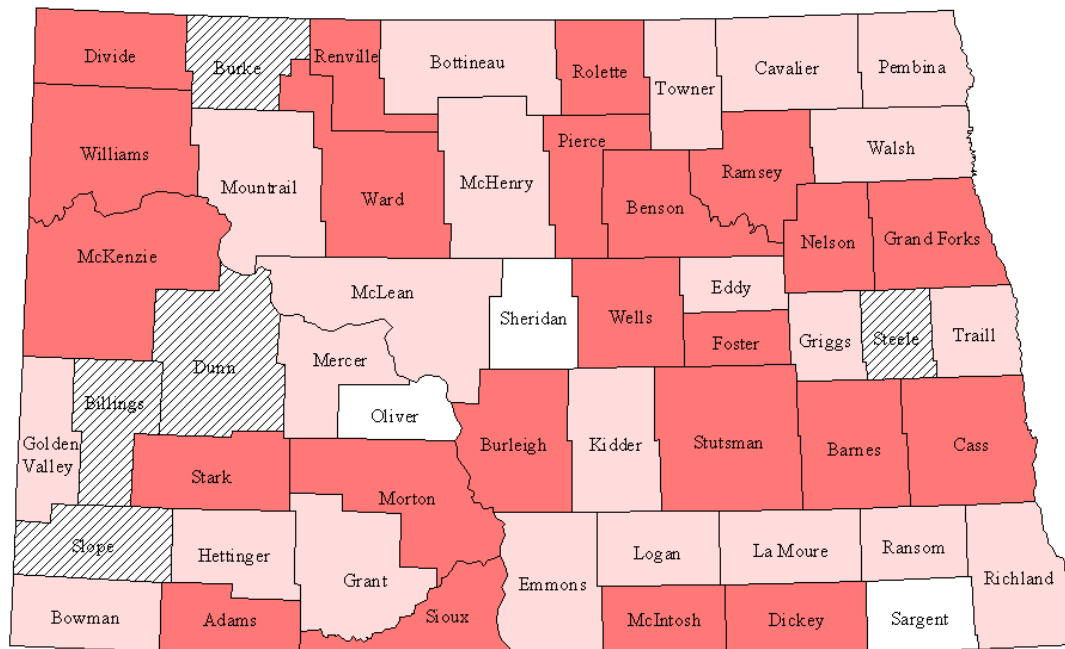 Divide
Burke
Renville
Bottineau
Rolette
Towner
Cavalier
Pembina
Williams
Mountrail
Ward
McHenry
Pierce
Benson
Ramsey
Walsh
McKenzie
Nelson
Grand Forks
McLean
Sheridan
Wells
Eddy
Foster
Griggs
Steele
Traill
Dunn
Mercer
Billings
Oliver
Golden
Valley
Stark
Morton
Burleigh
Kidder
Stutsman
Barnes
Cass
Slope
Hettinger
Grant
Emmons
Logan
La Moure
Ransom
Richland
Bowman
Adams
Sioux
McIntosh
Dickey
Sargent